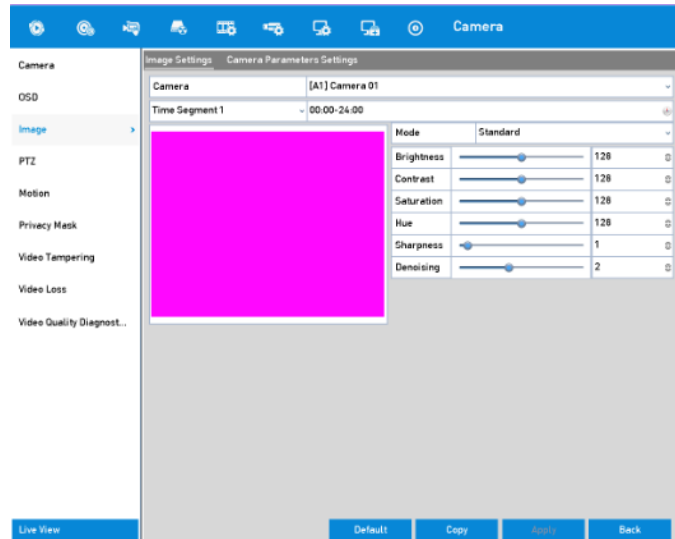 Camera
Camera
OSD
Image
PTZ
Motion
Privacy Mask
Video Tampering
Video Loss
Video Quality Diagnost...
Live View
Image Settings Camera Parameters Settings
Camera [A1] Camera 01
Time Segment 1 00:00-24:00
Mode Standard
Brightness 128
Contrast 128
Saturation 128
Hue 128
Sharpness 1
Denoising 2
Default Copy Apply Back